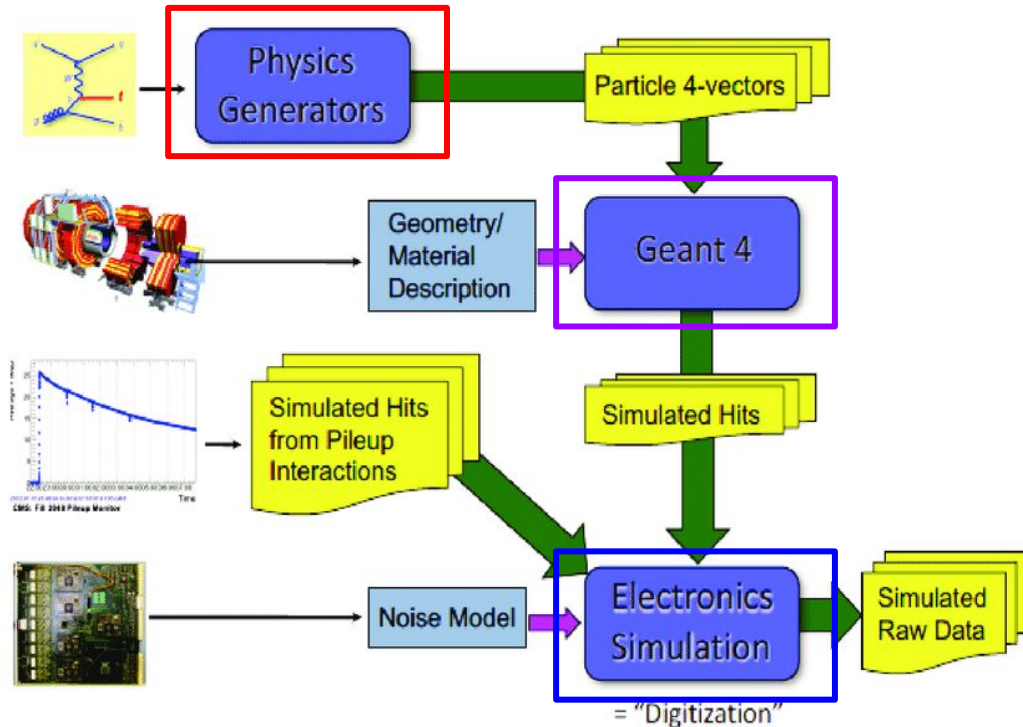 Physics
Generators
Particle 4-vectors
t
Geometry/
Material
Description
Geant 4
Simulated Hits
from Pileup
Interactions
Simulated Hits
Time
CMS: Fill 2848 Pileup Monitor
Noise Model
Electronics
Simulation
Simulated
Raw Data
= "Digitization"